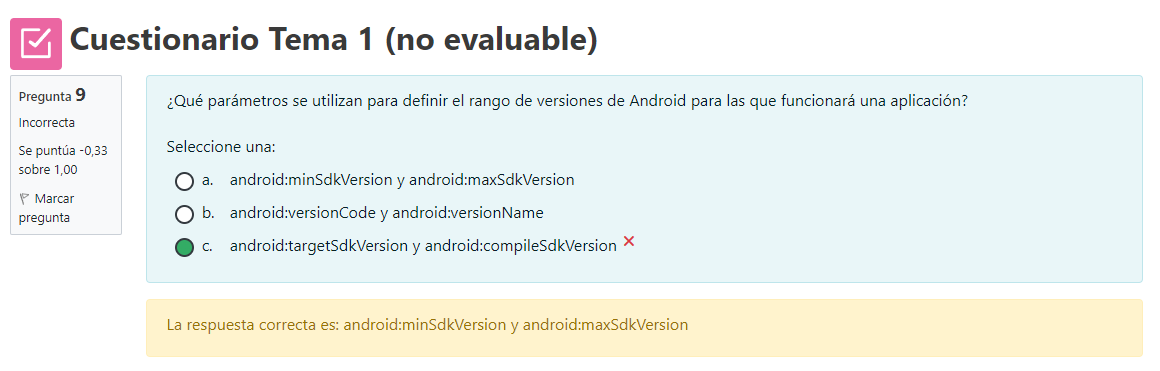 Cuestionario Tema 1 (no evaluable)
Pregunta 9
Incorrecta
Se puntúa -0,33
sobre 1,00
Marcar
pregunta
¿Qué parámetros se utilizan para definir el rango de versiones de Android para las que funcionará una aplicación?
Seleccione una:
a. android:minSdkVersion y android:maxSdkVersion
b. android:versionCode y android:versionName
c. android:targetSdkVersion y android:compileSdkVersion
La respuesta correcta es: android:minSdkVersion y android:maxSdkVersion